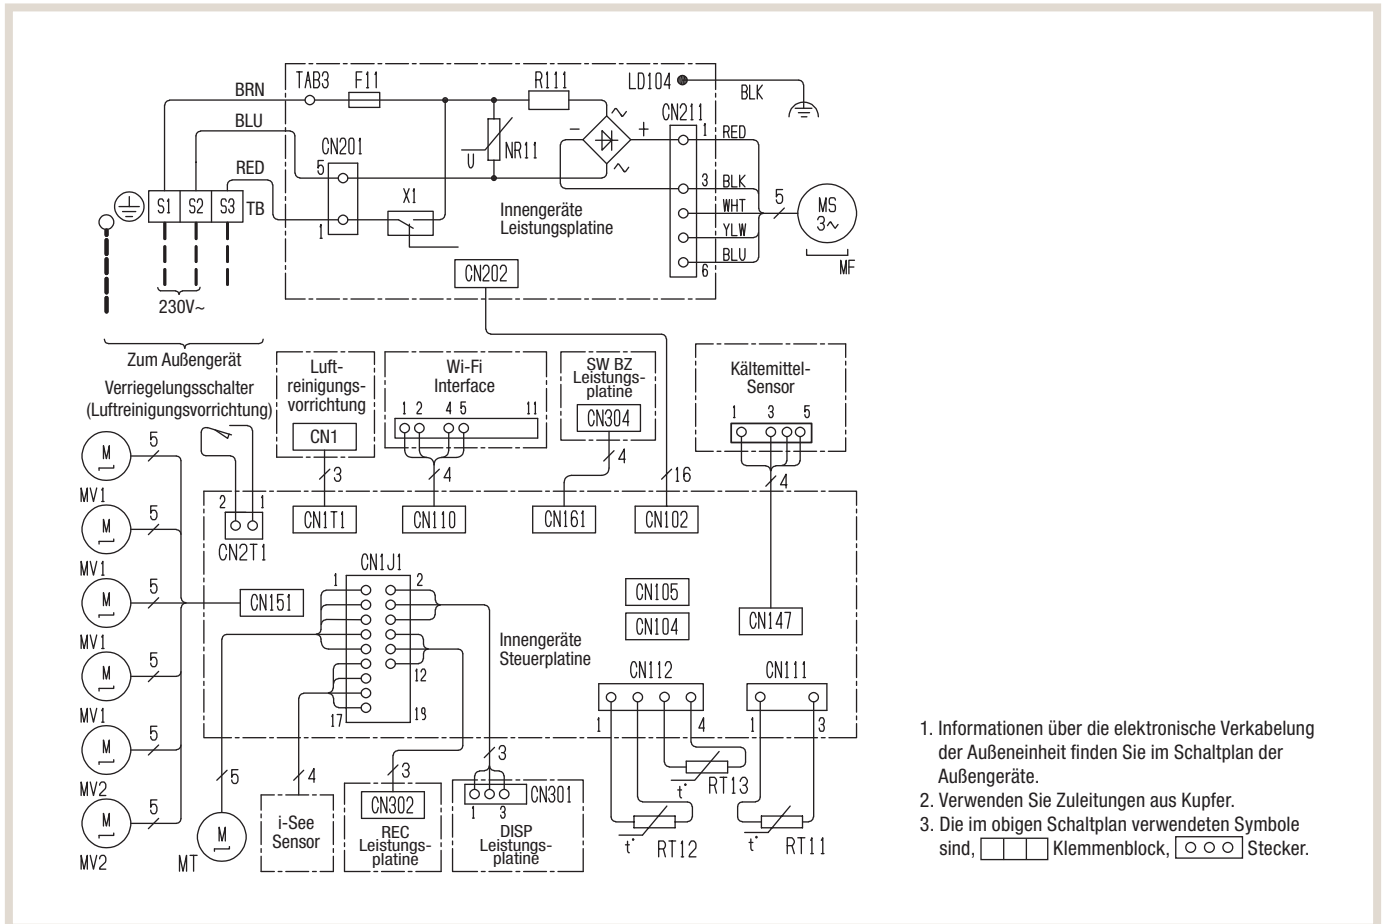 TAB3 F11 R111 LD104
BRN BLK
BLU CN211
CN201 1 RED
5 U NR11 − + ~ ~
RED 3 BLK
X1 WHT 5 MS
S1 S2 S3 TB 3~
Innengeräte
Leistungsplatine
YLW
1 BLU
6 MF
CN202
230V~
Zum Außengerät
Verriegelungsschalter
(Luftreinigungsvorrichtung)
Luft-
reinigungs-
vorrichtung
CN1
3
Wi-Fi
Interface
1 2 4 5 11
4
SW BZ
Leistungs-
platine
CN304
4
16
Kältemittel-
Sensor
1 3 5
4
M 5
MV1
M 5
MV1
M 5
MV1
M 5
MV1
M 5
MV2
M 5
MV2
2 1
CN2T1
CN1T1 CN110 CN161 CN102
CN151
CN1J1
1 2
12
17 19
CN105
CN104
CN147
Innengeräte
Steuerplatine
CN112
1 4
CN111
1 3
5
M
MT
4
i-See
Sensor
3
CN302
REC
Leistungs-
platine
3
CN301
1 3
DISP
Leistungs-
platine
t° RT13
t° RT12
t° RT11
1. Informationen über die elektronische Verkabelung
der Außeneinheit finden Sie im Schaltplan der
Außengeräte.
2. Verwenden Sie Zuleitungen aus Kupfer.
3. Die im obigen Schaltplan verwendeten Symbole
sind, Klemmenblock, Stecker.